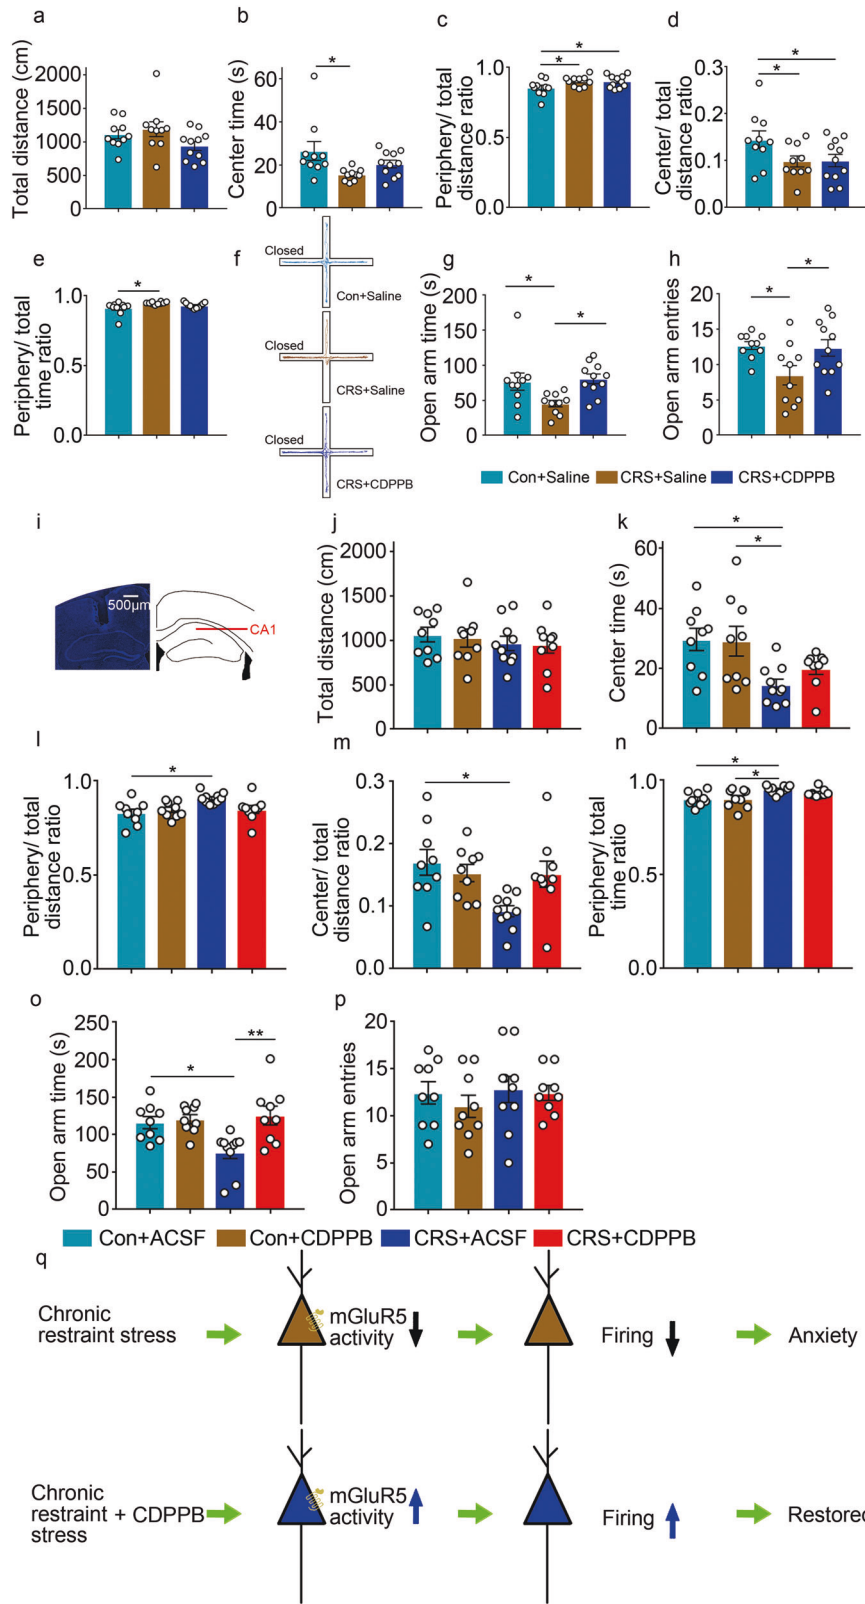 a
Total distance (cm)
2000
1500
1000
500
0
b
Center time (s)
60
40
20
0
*
c
Periphery/ total
distance ratio
1.0
0.5
0.0
*
*
d
Center/ total
distance ratio
0.3
0.2
0.1
0.0
*
*
e
Periphery/ total
time ratio
1.0
0.5
0.0
*
f
Closed
Con+Saline
CRS+Saline
Closed
CRS+CDPPB
g
Open arm time (s)
200
150
100
50
0
*
*
h
Open arm entries
20
15
10
5
0
*
*
Con+Saline CRS+Saline CRS+CDPPB
i
500μm
CA1
j
Total distance (cm)
2000
1500
1000
500
0
k
Center time (s)
60
40
20
0
*
*
l
Periphery/ total
distance ratio
1.0
0.5
0.0
*
m
Center/ total
distance ratio
0.3
0.2
0.1
0.0
*
n
Periphery/ total
time ratio
1.0
0.5
0.0
*
*
o
Open arm time (s)
250
200
150
100
50
0
*
**
p
Open arm entries
20
15
10
5
0
Con+ACSF Con+CDPPB CRS+ACSF CRS+CDPPB
q
Chronic
restraint stress
mGluR5
activity
Firing
Anxiety
Chronic
restraint + CDPPB
stress
mGluR5
activity
Firing
Restored